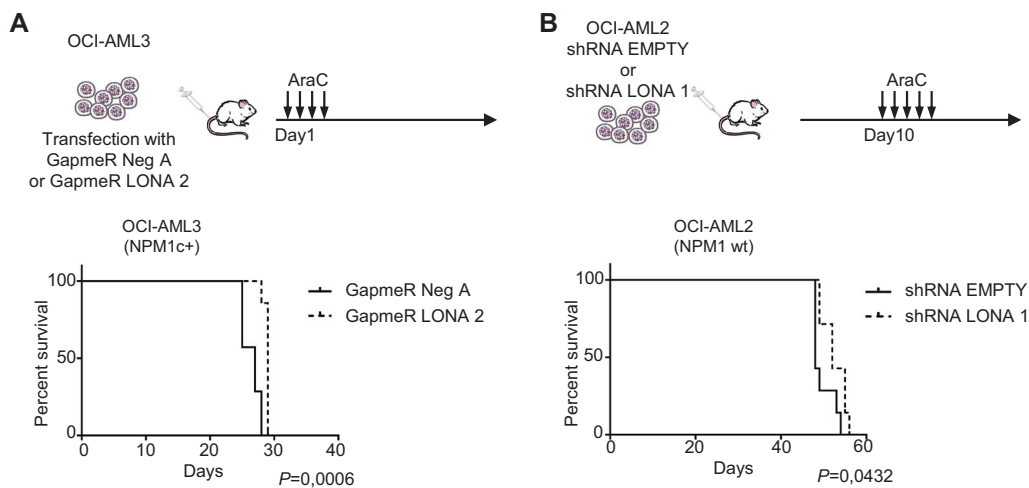 A
OCI-AML3
AraC
Day1
Transfection with
GapmeR Neg A
or GapmeR LONA 2
OCI-AML3
(NPM1c+)
Percent survival
100
50
0
0 20 40
Days
GapmeR Neg A
GapmeR LONA 2
P=0,0006
B
OCI-AML2
shRNA EMPTY
or
shRNA LONA 1
AraC
Day10
OCI-AML2
(NPM1 wt)
Percent survival
100
50
0
0 20 40 60
Days
shRNA EMPTY
shRNA LONA 1
P=0,0432